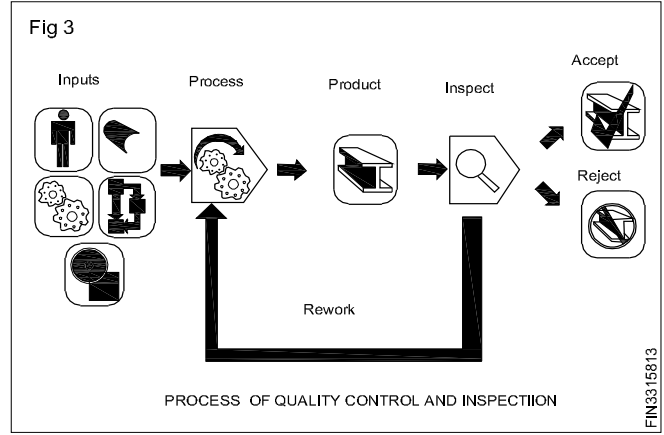 Fig 3
Inputs
Process
Product
Inspect
Accept
Reject
Rework
PROCESS OF QUALITY CONTROL AND INSPECTIION
FIN3315813